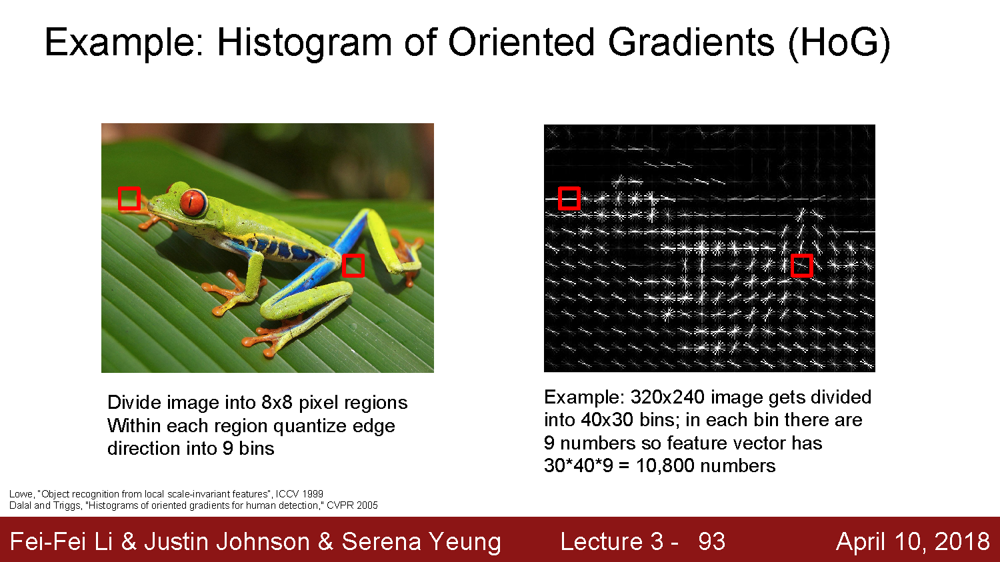 Example: Histogram of Oriented Gradients (HoG)
Divide image into 8x8 pixel regions
Within each region quantize edge
direction into 9 bins
Example: 320x240 image gets divided
into 40x30 bins; in each bin there are
9 numbers so feature vector has
30*40*9 = 10,800 numbers
Lowe, "Object recognition from local scale-invariant features", ICCV 1999
Dalal and Triggs, "Histograms of oriented gradients for human detection," CVPR 2005
Fei-Fei Li & Justin Johnson & Serena Yeung Lecture 3 - 93 April 10, 2018